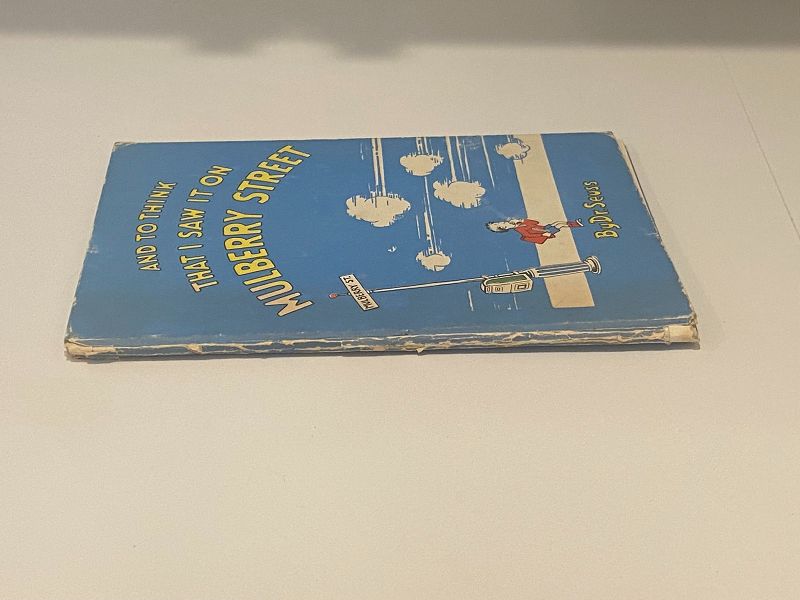 AND TO THINK
THAT I SAW IT ON
MULBERRY STREET
MULBERRY ST.
By Dr. Seuss